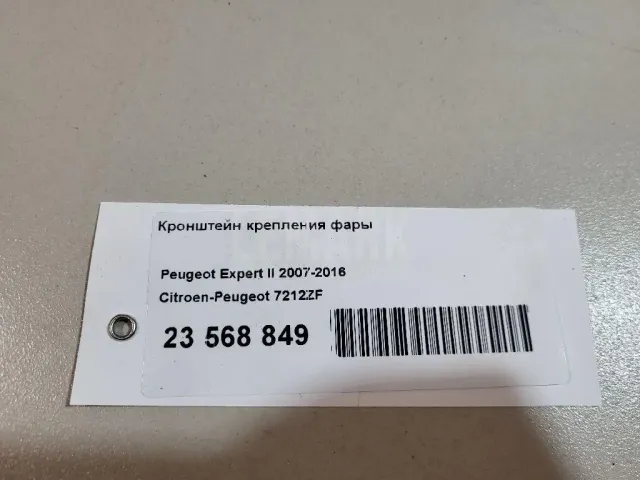 Кронштейн крепления фары
Peugeot Expert II 2007-2016
Citroen-Peugeot 7212ZF
23 568 849